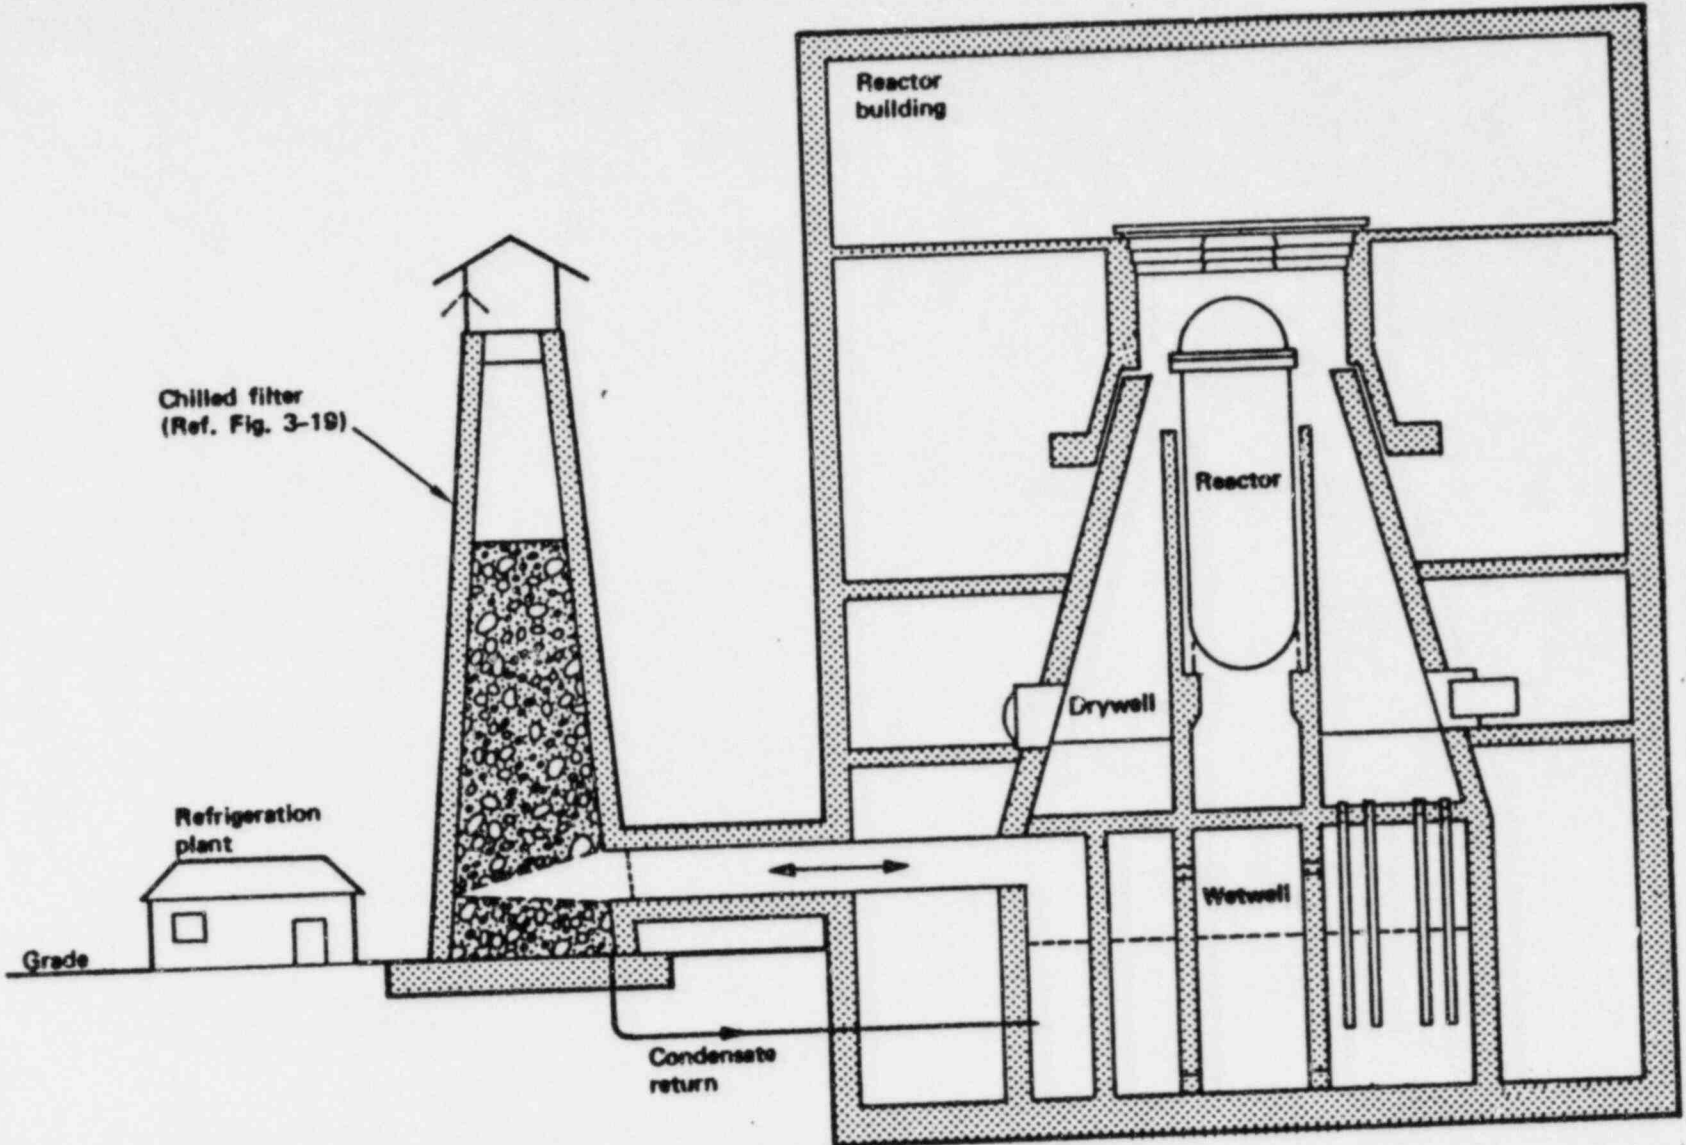 Reactor
building
Chilled filter
(Ref. Fig. 3-19)
Reactor
Drywell
Refrigeration
plant
Wetwell
Grade
Condensate
return